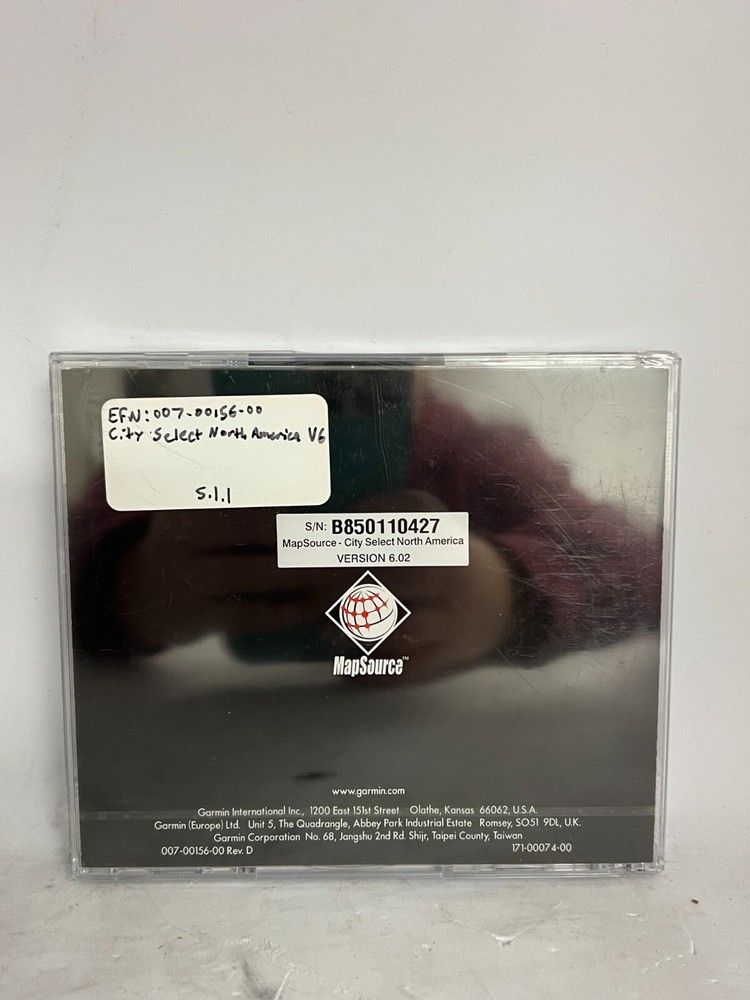 EFN: 007-00156-00
City Select North America V6
5.1.1
S/N: B850110427
MapSource - City Select North America
VERSION 6.02
MapSource™
www.garmin.com
Garmin International Inc., 1200 East 151st Street Olathe, Kansas 66062, U.S.A.
Garmin (Europe) Ltd. Unit 5, The Quadrangle, Abbey Park Industrial Estate Romsey, SO51 9DL, U.K.
Garmin Corporation No. 68, Jangshu 2nd Rd. Shijr, Taipei County, Taiwan
007-00156-00 Rev. D 171-00074-00